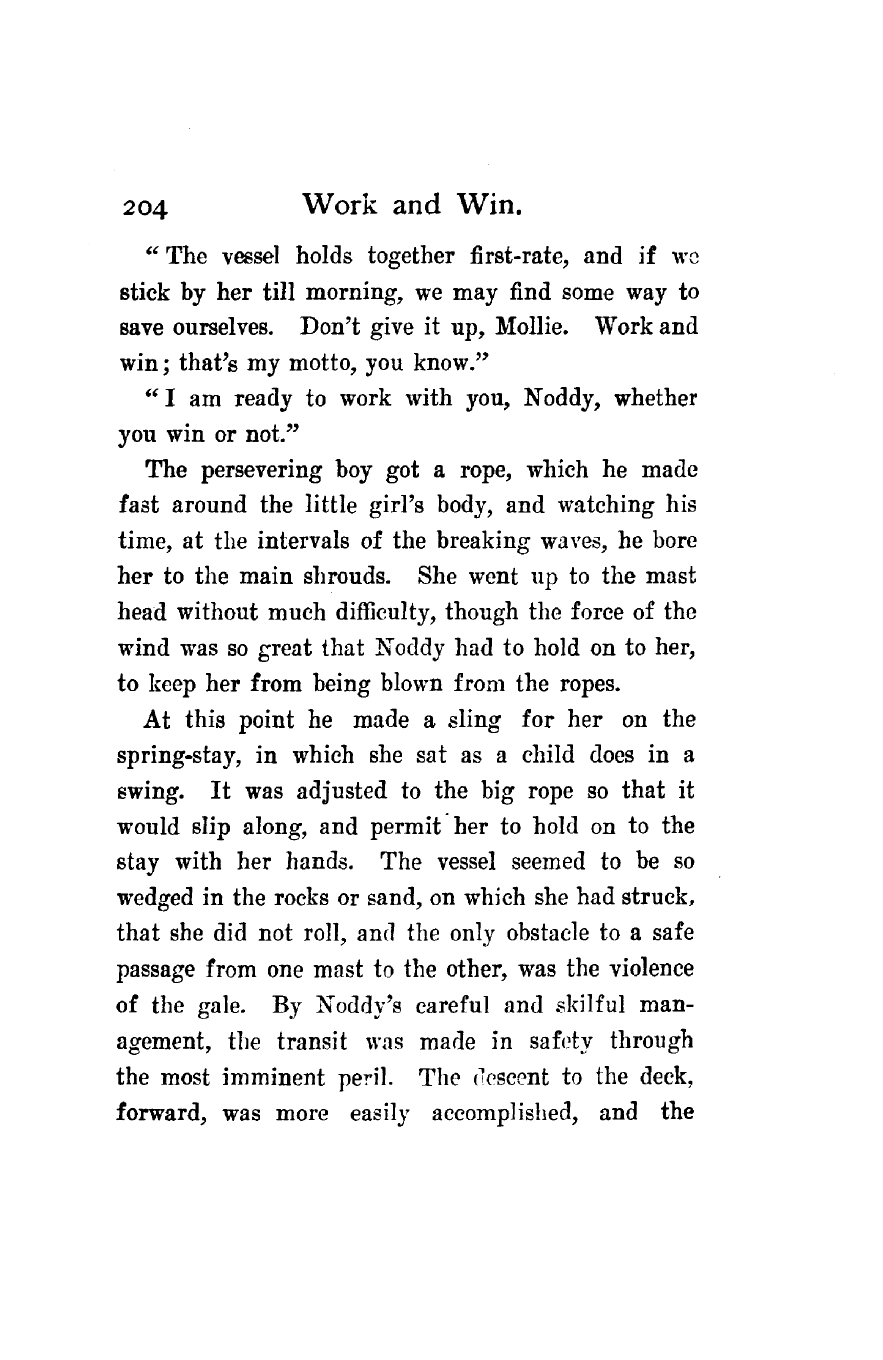 204 Work and Win.
“The vessel holds together first-rate, and if we
stick by her till morning, we may find some way to
save ourselves. Don’t give it up, Mollie. Work and
win; that’s my motto, you know.”
“I am ready to work with you, Noddy, whether
you win or not.”
The persevering boy got a rope, which he made
fast around the little girl’s body, and watching his
time, at the intervals of the breaking waves, he bore
her to the main shrouds. She went up to the mast
head without much difficulty, though the force of the
wind was so great that Noddy had to hold on to her,
to keep her from being blown from the ropes.
At this point he made a sling for her on the
spring-stay, in which she sat as a child does in a
swing. It was adjusted to the big rope so that it
would slip along, and permit her to hold on to the
stay with her hands. The vessel seemed to be so
wedged in the rocks or sand, on which she had struck,
that she did not roll, and the only obstacle to a safe
passage from one mast to the other, was the violence
of the gale. By Noddy’s careful and skilful man-
agement, the transit was made in safety through
the most imminent peril. The descent to the deck,
forward, was more easily accomplished, and the